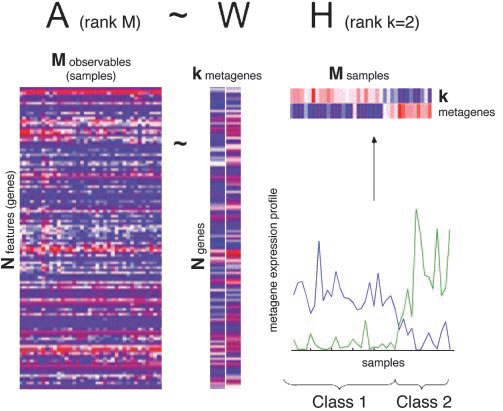 A (rank M) ~ W H (rank k=2)
M observables
(samples)
k metagenes
M samples
k
metagenes
~
N features (genes)
N genes
metagene expression profile
samples
Class 1 Class 2